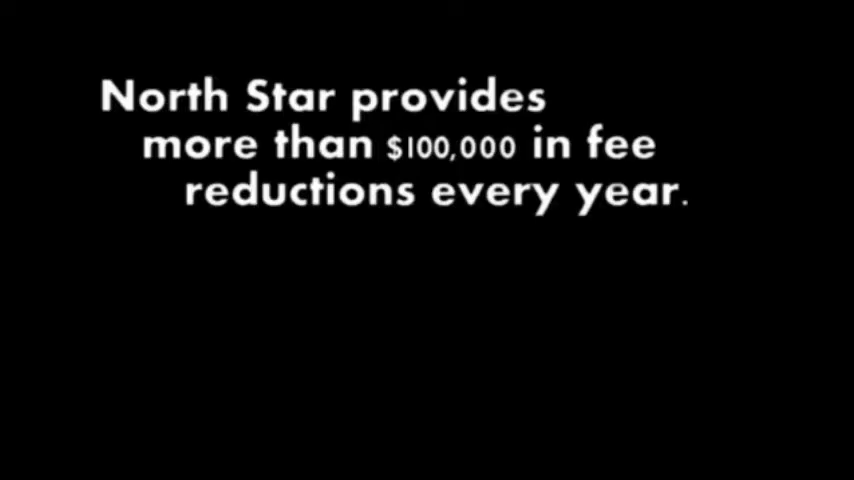 North Star provides
more than $100,000 in fee
reductions every year.